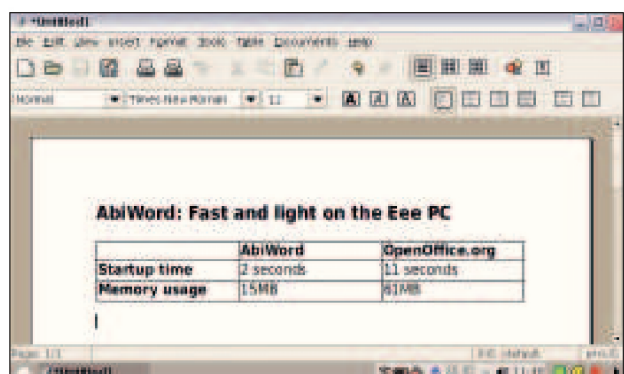 *Untitled1
File Edit View Insert Format Tools Table Documents Help
Normal Times New Roman 12
AbiWord: Fast and light on the Eee PC
AbiWord OpenOffice.org
Startup time 2 seconds 11 seconds
Memory usage 15MB 61MB
Page: 1/1
*Untitled1